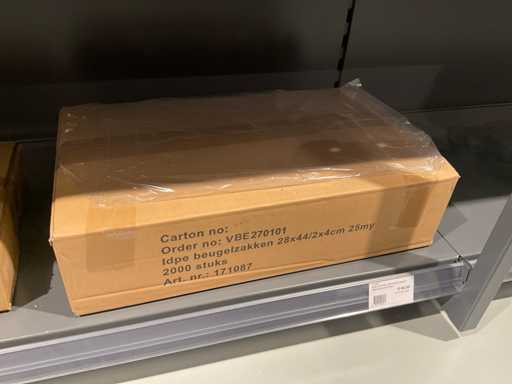 Carton no:
Order no: VBE270101
ldpe beugelzakken 28x44/2x4cm 25my
2000 stuks
Art. nr.: 171087